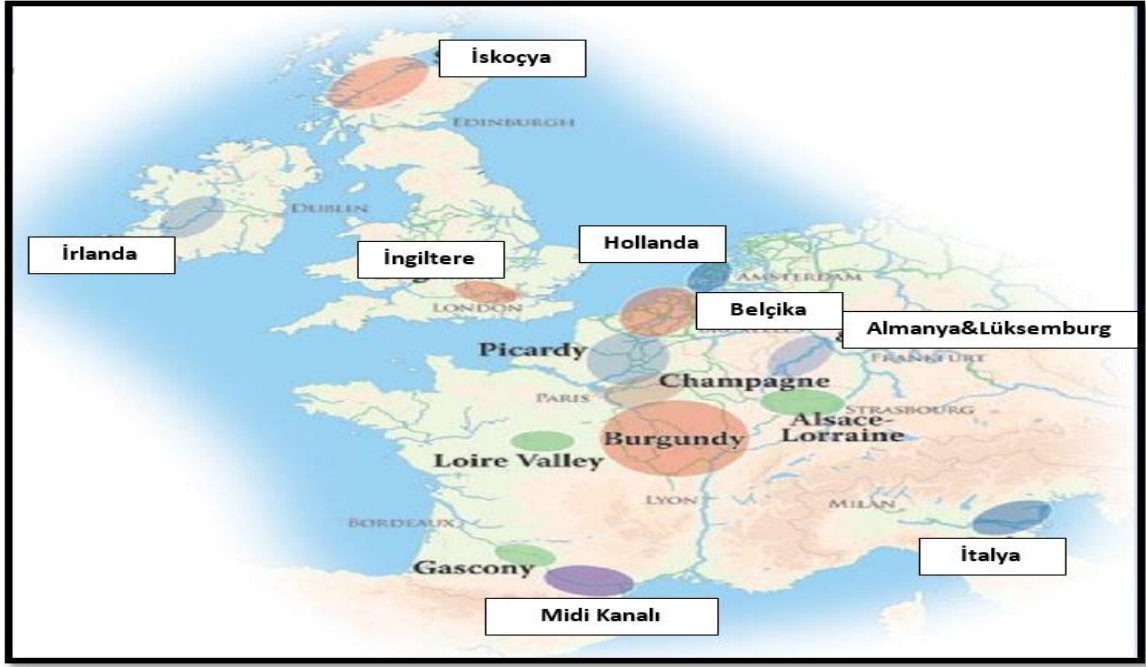 İskoçya
EDINBURGH
DUBLIN
İrlanda
İngiltere
Hollanda
AMSTERDAM
LONDON
Belçika
Almanya&Lüksemburg
Picardy
FRANKFURT
Champagne
PARIS
STRASBOURG
Alsace-
Lorraine
Burgundy
Loire Valley
LYON
MILAN
BORDEAUX
İtalya
Gascony
Midi Kanalı